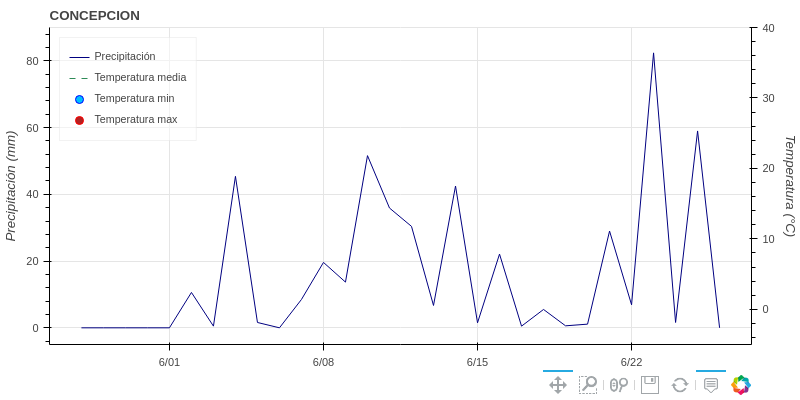 CONCEPCION
Precipitación
Temperatura media
Temperatura min
Temperatura max
Precipitación (mm)
80
60
40
20
0
40
30
20
10
0
Temperatura (°C)
6/01 6/08 6/15 6/22